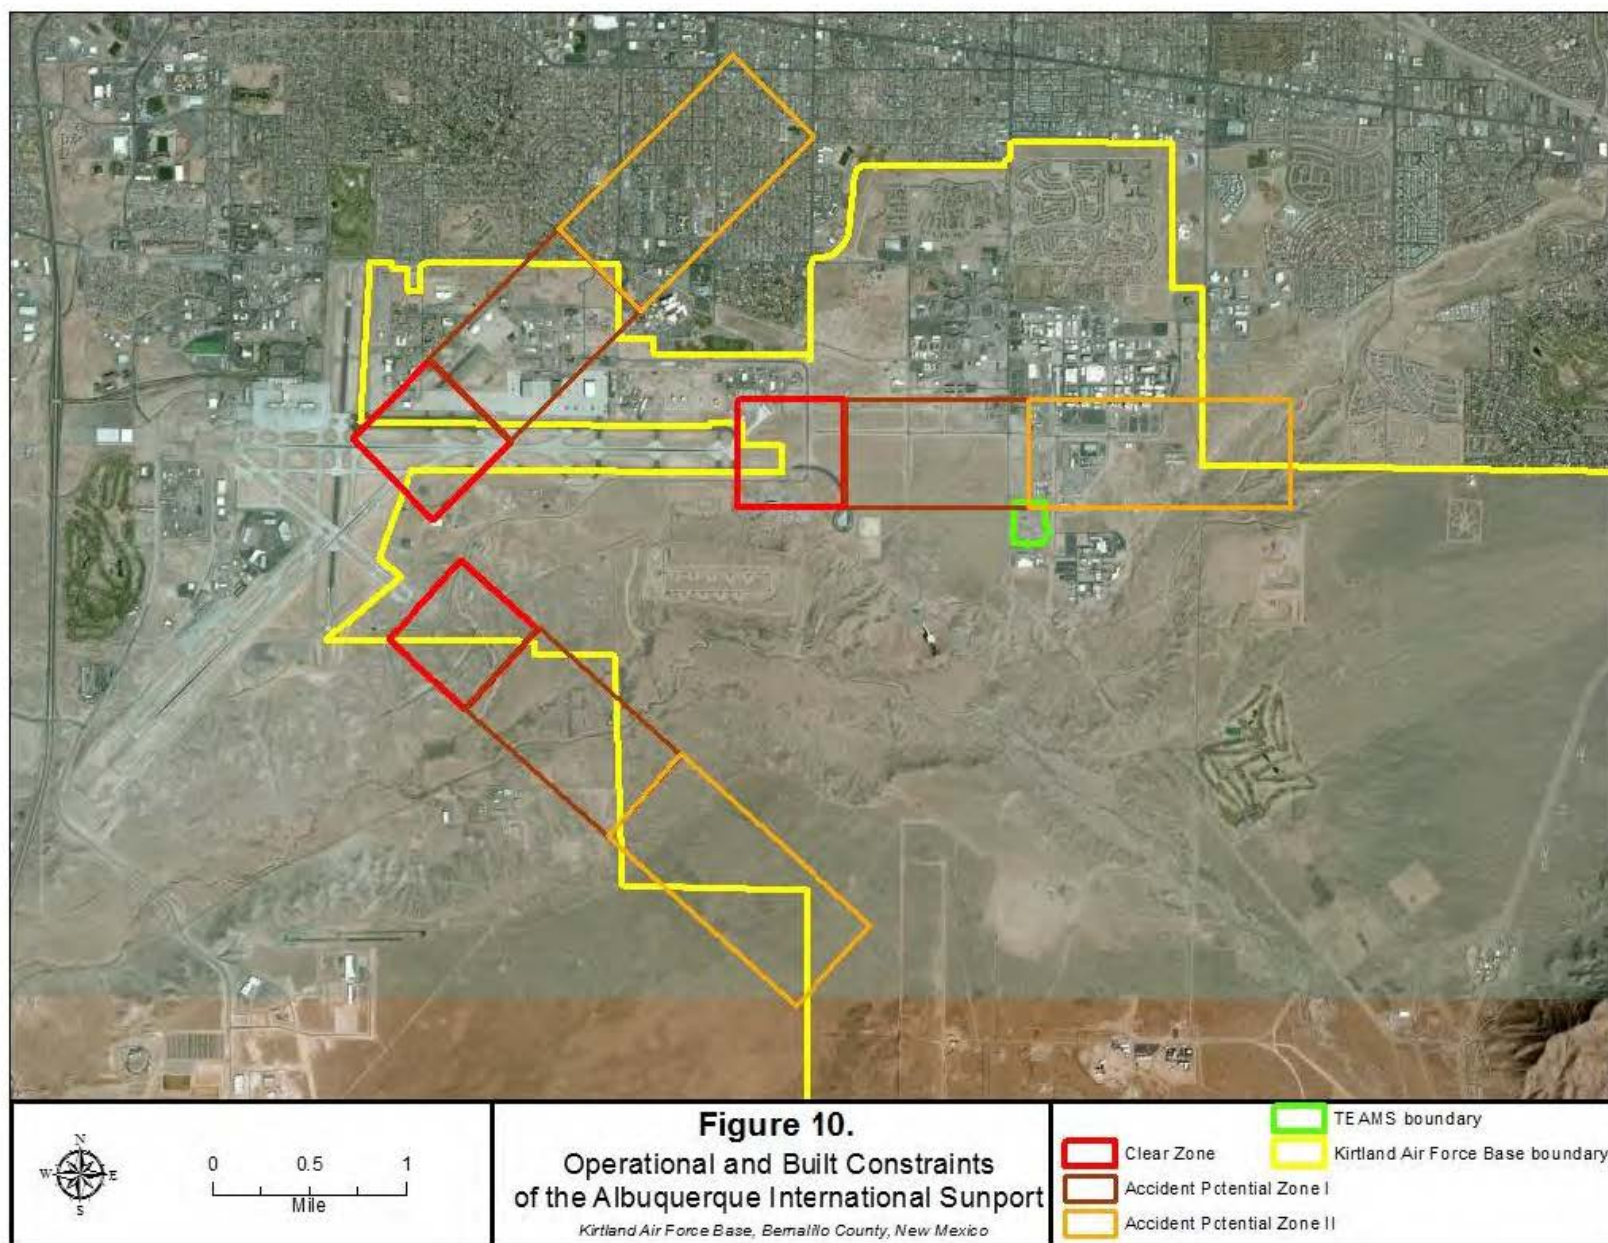 N
W E
S
0 0.5 1
Mile
Figure 10.
Operational and Built Constraints
of the Albuquerque International Sunport
Kirtland Air Force Base, Bernalillo County, New Mexico
TEAMS boundary
Clear Zone
Kirtland Air Force Base boundary
Accident Potential Zone I
Accident Potential Zone II